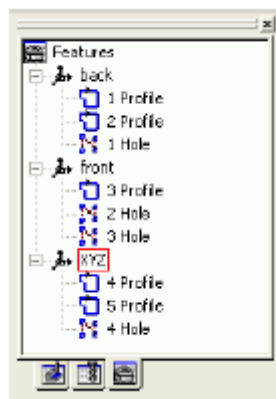 Features
back
1 Profile
2 Profile
1 Hole
front
3 Profile
2 Hole
3 Hole
XYZ
4 Profile
5 Profile
4 Hole